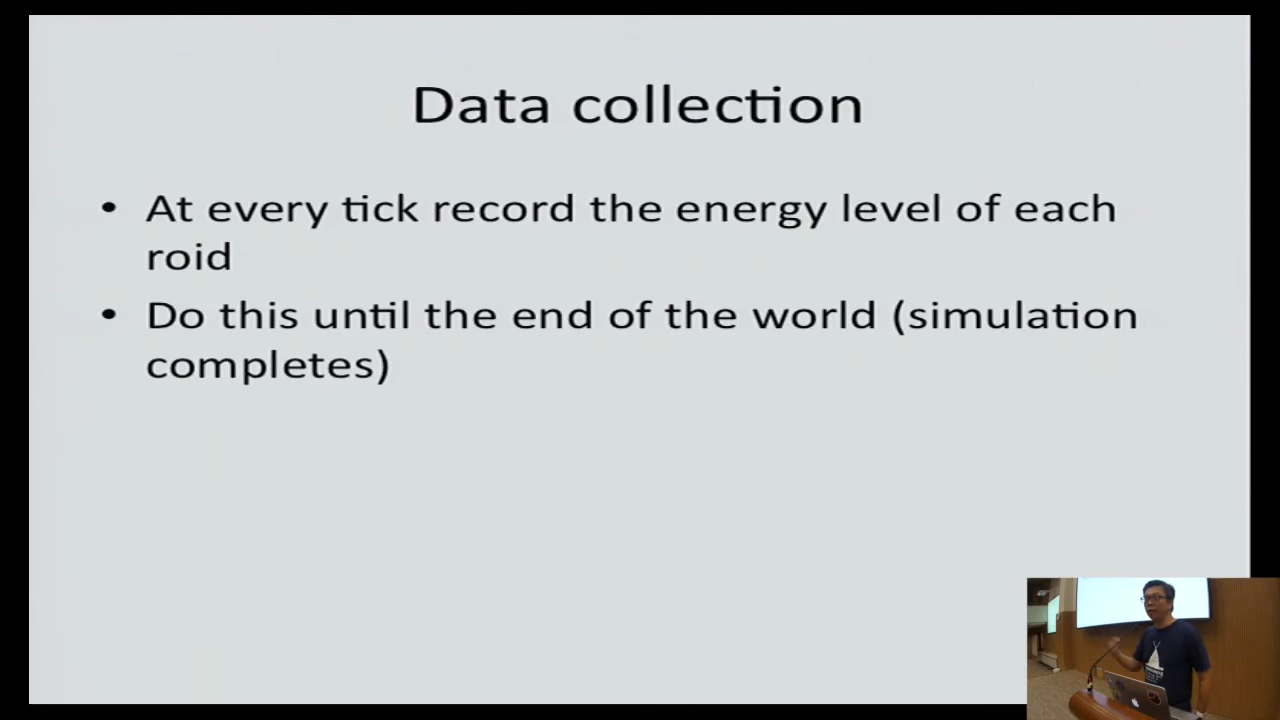 Data collection
• At every tick record the energy level of each
roid
• Do this until the end of the world (simulation
completes)